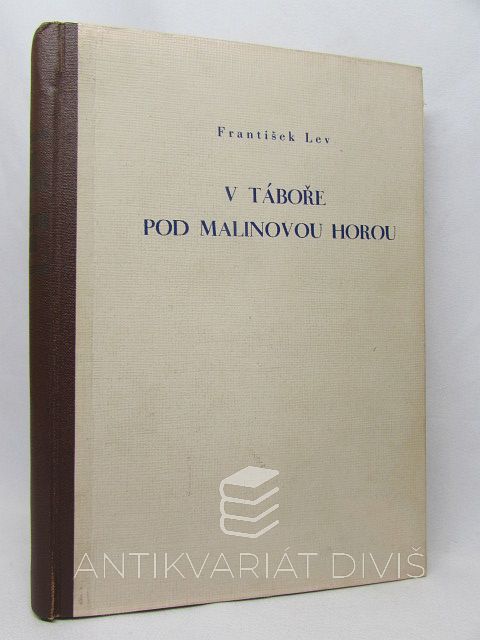 František Lev
V TÁBOŘE
POD MALINOVOU HOROU
ANTIKVARIÁT DIVIŠ